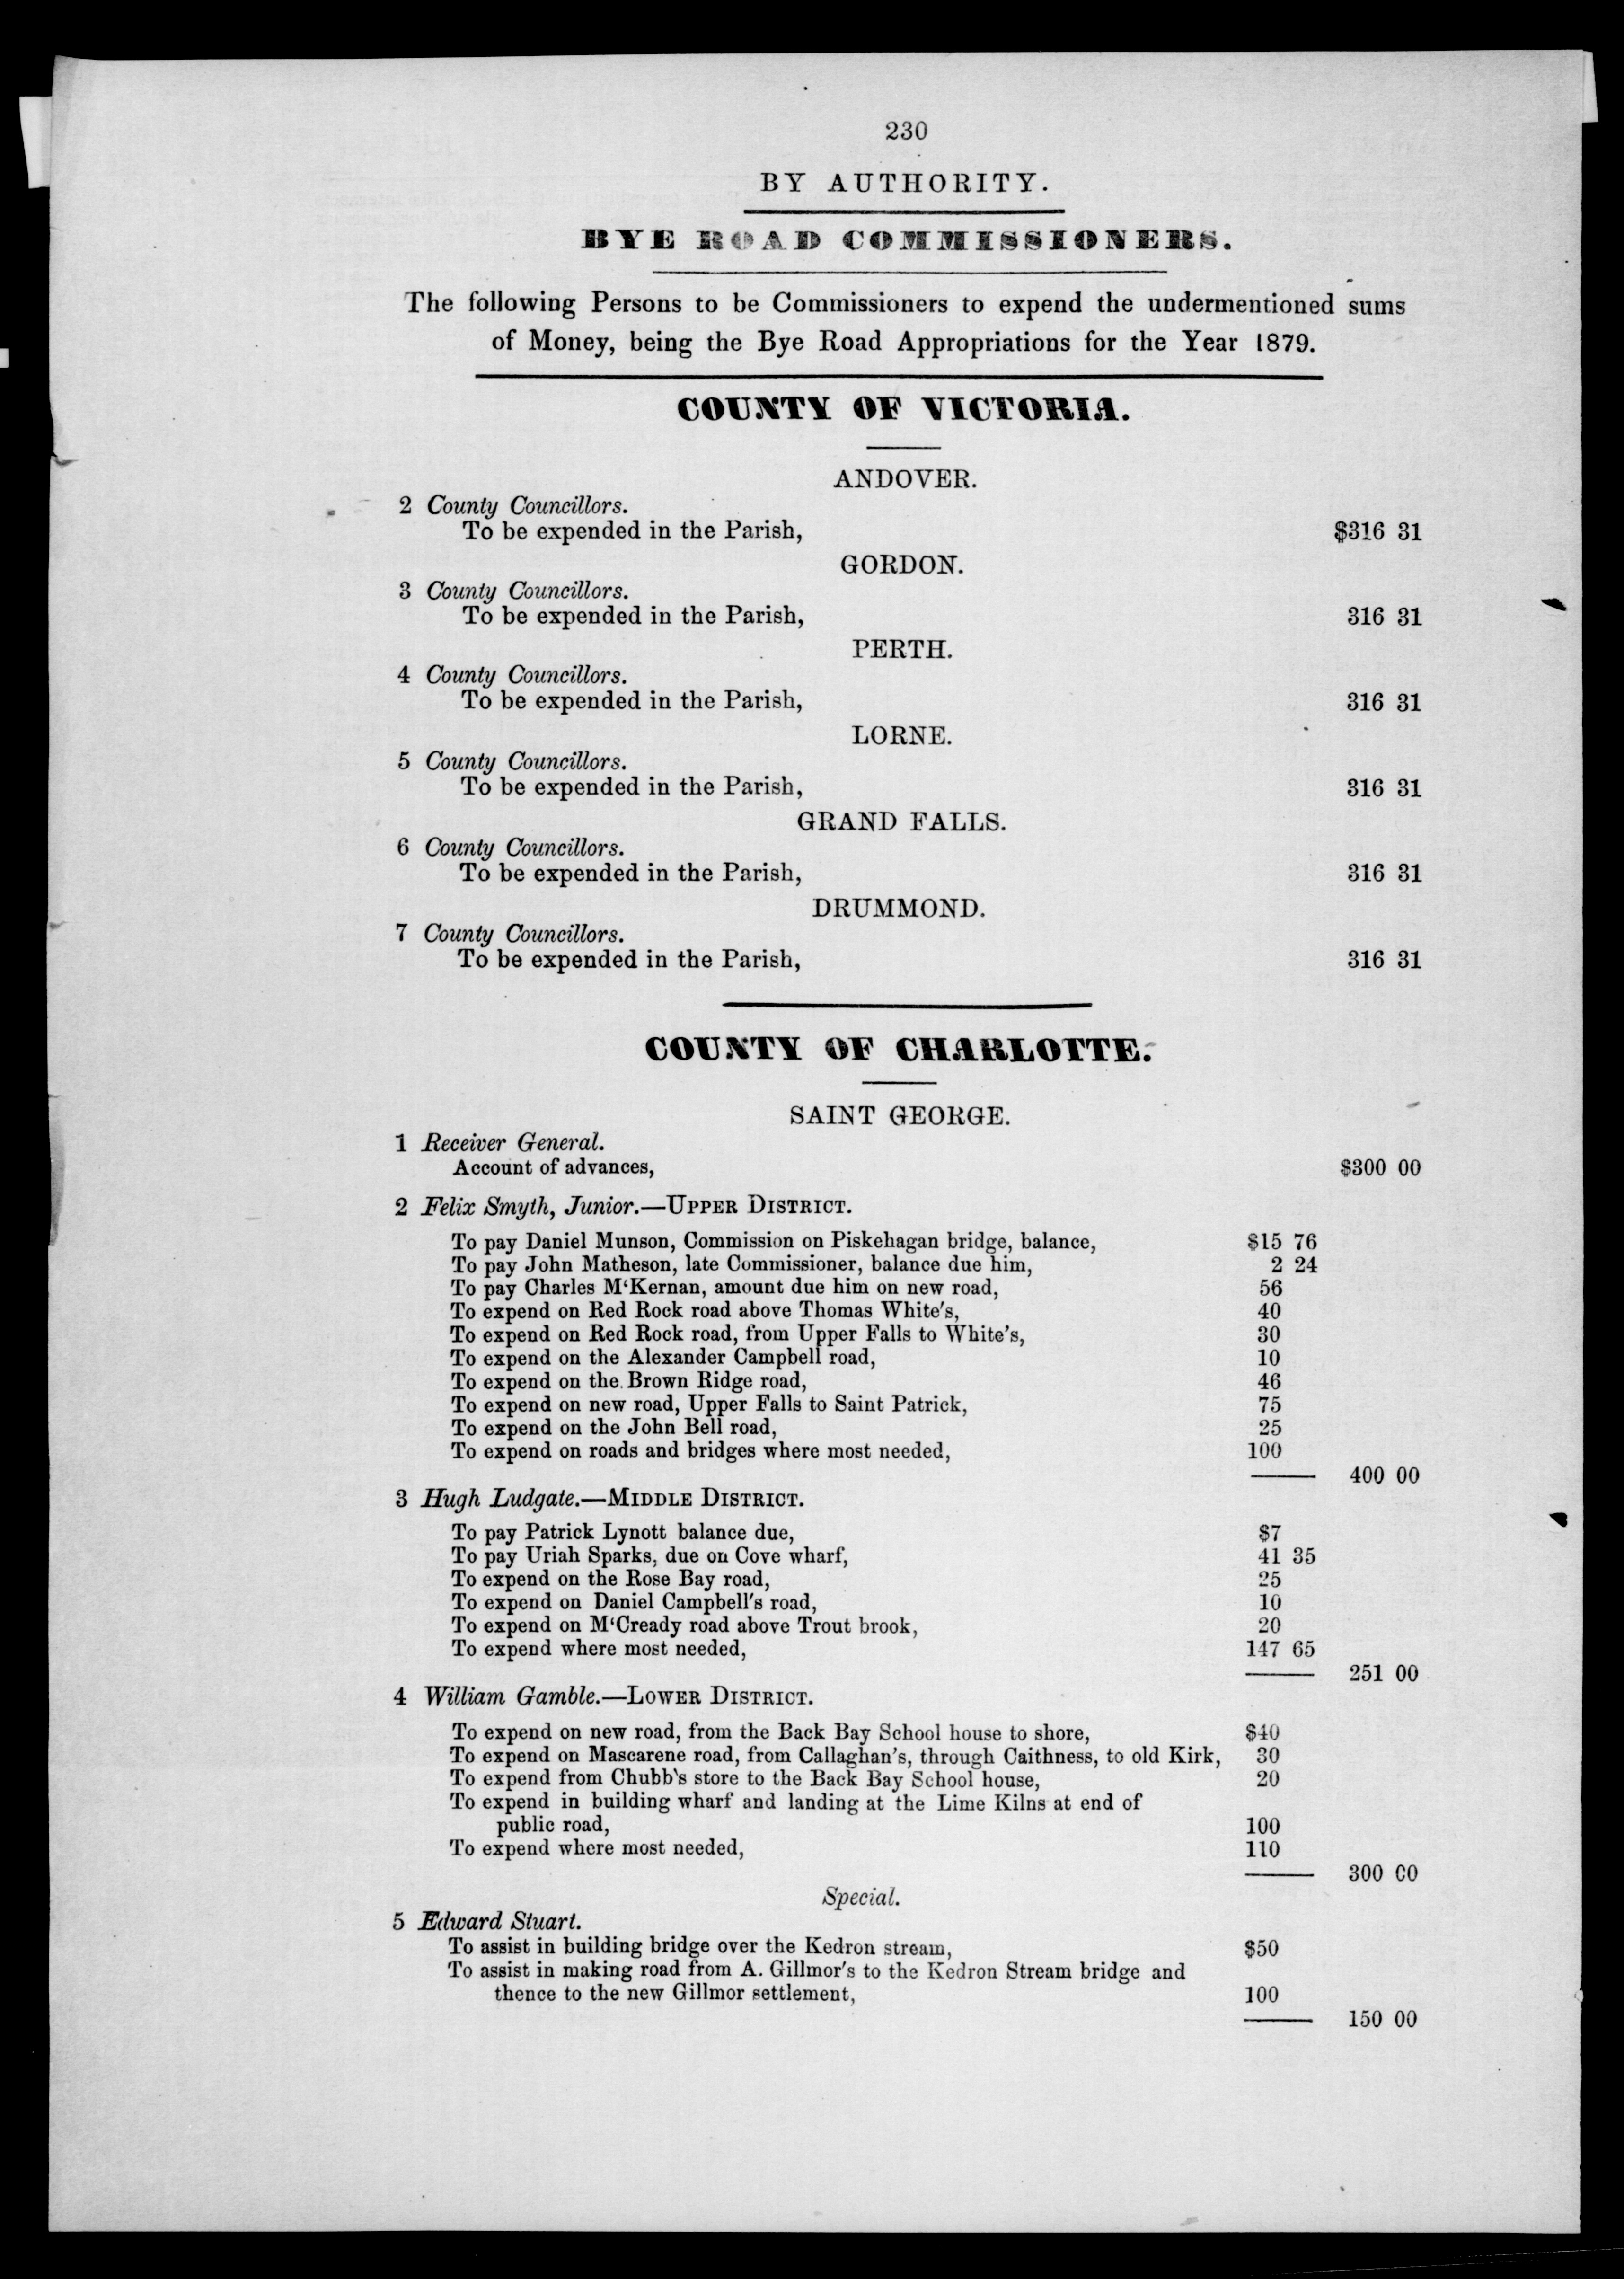 230
BY AUTHORITY.
BYE ROAD COMMISSIONERS.
The following Persons to be Commissioners to expend the undermentioned sums
of Money, being the Bye Road Appropriations for the Year 1879.
COUNTY OF VICTORIA.
ANDOVER.
2 County Councillors.
To be expended in the Parish, $316 31
GORDON.
3 County Councillors.
To be expended in the Parish, 316 31
PERTH.
4 County Councillors.
To be expended in the Parish, 316 31
LORNE.
5 County Councillors.
To be expended in the Parish, 316 31
GRAND FALLS.
6 County Councillors.
To be expended in the Parish, 316 31
DRUMMOND.
7 County Councillors.
To be expended in the Parish, 316 31
COUNTY OF CHARLOTTE.
SAINT GEORGE.
1 Receiver General.
Account of advances, $300 00
2 Felix Smyth, Junior.—UPPER DISTRICT.
To pay Daniel Munson, Commission on Piskehagan bridge, balance, $15 76
To pay John Matheson, late Commissioner, balance due him, 2 24
To pay Charles M‘Kernan, amount due him on new road, 56
To expend on Red Rock road above Thomas White's, 40
To expend on Red Rock road, from Upper Falls to White's, 30
To expend on the Alexander Campbell road, 10
To expend on the Brown Ridge road, 46
To expend on new road, Upper Falls to Saint Patrick, 75
To expend on the John Bell road, 25
To expend on roads and bridges where most needed, 100
400 00
3 Hugh Ludgate.—MIDDLE DISTRICT.
To pay Patrick Lynott balance due, $7
To pay Uriah Sparks, due on Cove wharf, 41 35
To expend on the Rose Bay road, 25
To expend on Daniel Campbell's road, 10
To expend on M‘Cready road above Trout brook, 20
To expend where most needed, 147 65
251 00
4 William Gamble.—LOWER DISTRICT.
To expend on new road, from the Back Bay School house to shore, $40
To expend on Mascarene road, from Callaghan's, through Caithness, to old Kirk, 30
To expend from Chubb's store to the Back Bay School house, 20
To expend in building wharf and landing at the Lime Kilns at end of
public road, 100
To expend where most needed, 110
300 00
Special.
5 Edward Stuart.
To assist in building bridge over the Kedron stream, $50
To assist in making road from A. Gillmor's to the Kedron Stream bridge and
thence to the new Gillmor settlement, 100
150 00